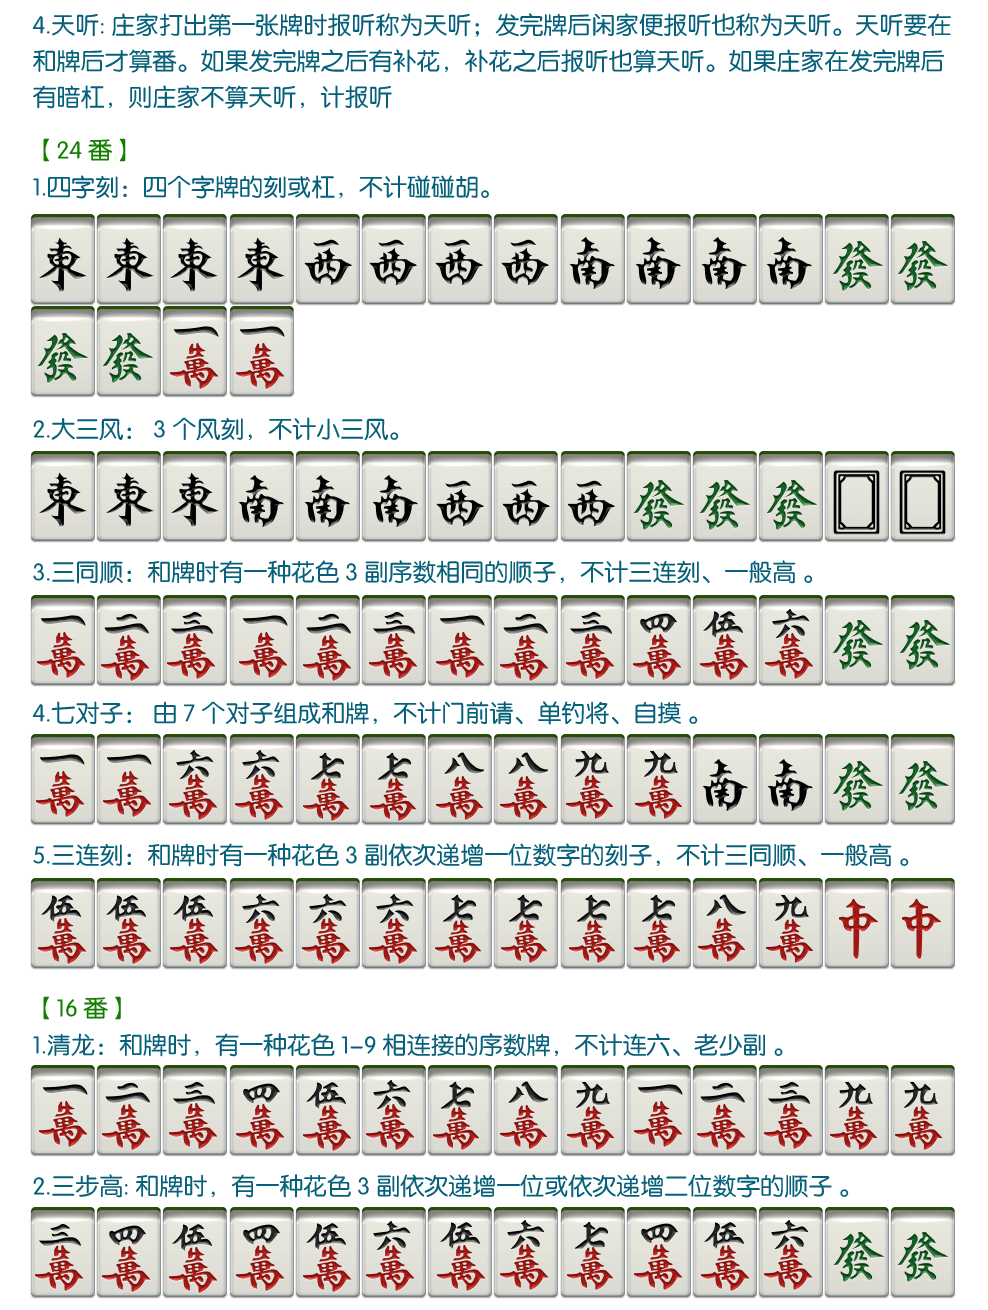 4.天听: 庄家打出第一张牌时报听称为天听；发完牌后闲家便报听也称为天听。天听要在
和牌后才算番。如果发完牌之后有补花，补花之后报听也算天听。如果庄家在发完牌后
有暗杠，则庄家不算天听，计报听
【 24 番 】
1.四字刻：四个字牌的刻或杠，不计碰碰胡。
東 東 東 東 西 西 西 西 南 南 南 南 發 發
發 發 一萬 一萬
2.大三风： 3 个风刻，不计小三风。
東 東 東 南 南 南 西 西 西 發 發 發
3.三同顺：和牌时有一种花色 3 副序数相同的顺子，不计三连刻、一般高 。
一萬 二萬 三萬 一萬 二萬 三萬 一萬 二萬 三萬 四萬 伍萬 六萬 發 發
4.七对子： 由 7 个对子组成和牌，不计门前请、单钓将、自摸 。
一萬 一萬 六萬 六萬 七萬 七萬 八萬 八萬 九萬 九萬 南 南 發 發
5.三连刻：和牌时有一种花色 3 副依次递增一位数字的刻子，不计三同顺、一般高 。
伍萬 伍萬 伍萬 六萬 六萬 六萬 七萬 七萬 七萬 七萬 八萬 九萬 中 中
【 16 番 】
1.清龙：和牌时，有一种花色 1-9 相连接的序数牌，不计连六、老少副 。
一萬 二萬 三萬 四萬 伍萬 六萬 七萬 八萬 九萬 一萬 二萬 三萬 九萬 九萬
2.三步高: 和牌时，有一种花色 3 副依次递增一位或依次递增二位数字的顺子 。
三萬 四萬 伍萬 四萬 伍萬 六萬 伍萬 六萬 七萬 四萬 伍萬 六萬 發 發